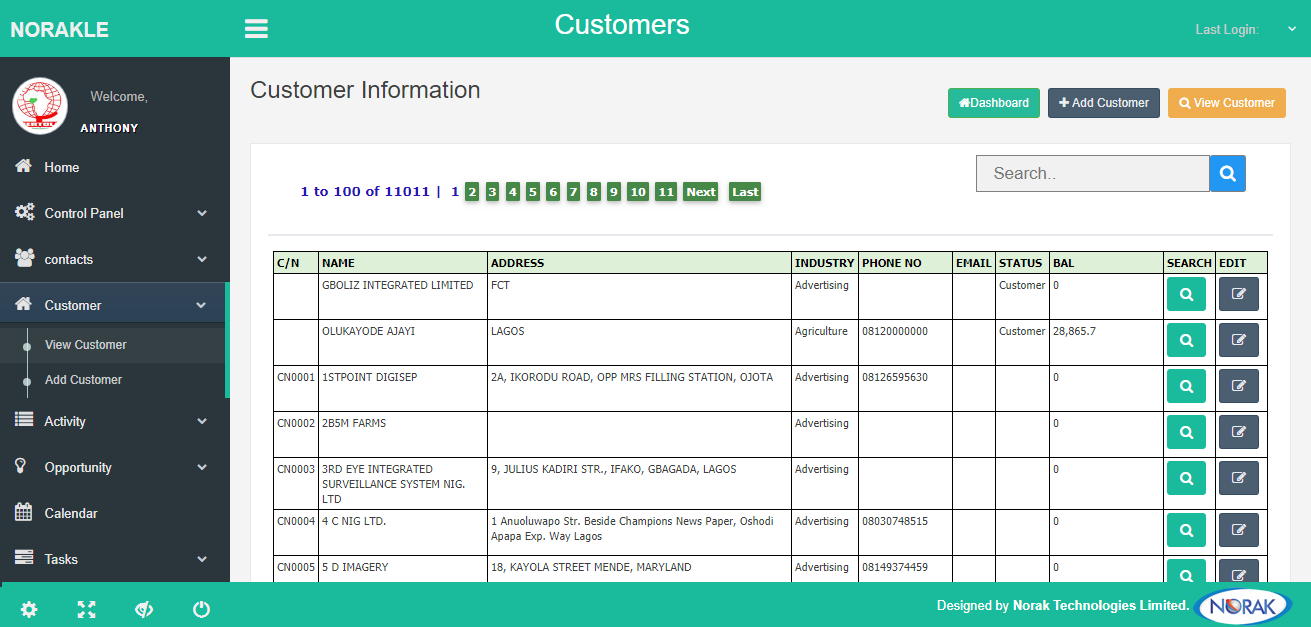 NORAKLE
Customers
Last Login:
Welcome,
ANTHONY
Home
Control Panel
contacts
Customer
View Customer
Add Customer
Activity
Opportunity
Calendar
Tasks
Customer Information
Dashboard
Add Customer
View Customer
1 to 100 of 11011 | 1 2 3 4 5 6 7 8 9 10 11 Next Last
Search..
C/N NAME ADDRESS INDUSTRY PHONE NO EMAIL STATUS BAL SEARCH EDIT
GBOLIZ INTEGRATED LIMITED FCT Advertising Customer 0
OLUKAYODE AJAYI LAGOS Agriculture 08120000000 Customer 28,865.7
CN0001 1STPOINT DIGISEP 2A, IKORODU ROAD, OPP MRS FILLING STATION, OJOTA Advertising 08126595630 0
CN0002 2B5M FARMS Advertising 0
CN0003 3RD EYE INTEGRATED 9, JULIUS KADIRI STR., IFAKO, GBAGADA, LAGOS Advertising 0
SURVEILLANCE SYSTEM NIG.
LTD
CN0004 4 C NIG LTD. 1 Anuoluwapo Str. Beside Champions News Paper, Oshodi Advertising 08030748515 0
Apapa Exp. Way Lagos
CN0005 5 D IMAGERY 18, KAYOLA STREET MENDE, MARYLAND Advertising 08149374459 0
Designed by Norak Technologies Limited.
NORAK